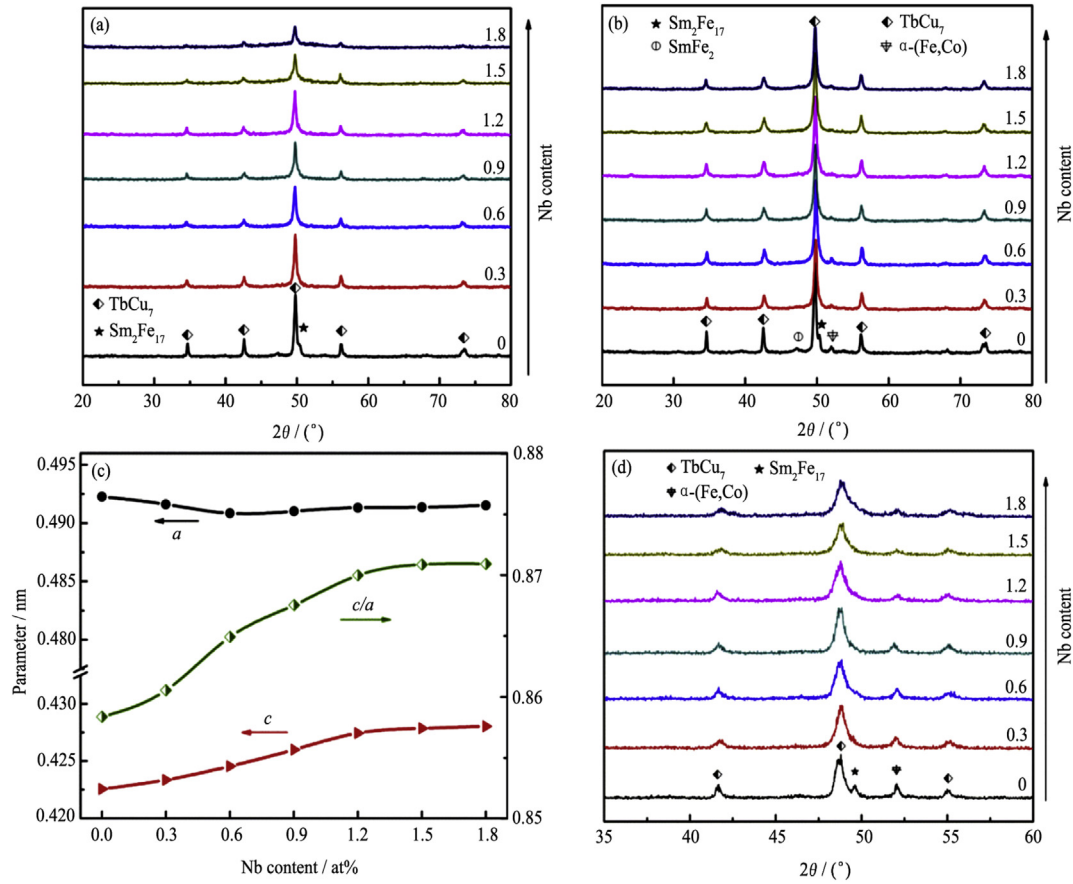 (a)
1.8
1.5
1.2
0.9
0.6
0.3
0
TbCu7
Sm2Fe17
20 30 40 50 60 70 80
2θ / (°)
Nb content
(b)
Sm2Fe17
TbCu7
SmFe2
α-(Fe,Co)
1.8
1.5
1.2
0.9
0.6
0.3
0
20 30 40 50 60 70 80
2θ / (°)
Nb content
(c)
0.495
0.490
0.485
0.480
0.430
0.425
0.420
Parameter / nm
a
c/a
c
0.88
0.87
0.86
0.85
0.0 0.3 0.6 0.9 1.2 1.5 1.8
Nb content / at%
(d)
TbCu7
Sm2Fe17
α-(Fe,Co)
1.8
1.5
1.2
0.9
0.6
0.3
0
35 40 45 50 55 60
2θ / (°)
Nb content